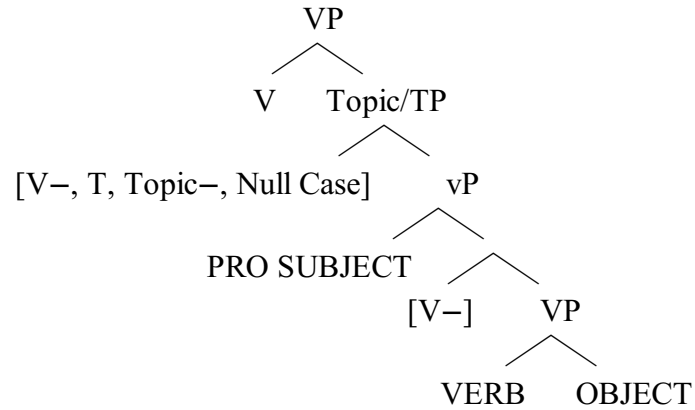 VP
V Topic/TP
[V−, T, Topic−, Null Case] vP
PRO SUBJECT
[V−] VP
VERB OBJECT